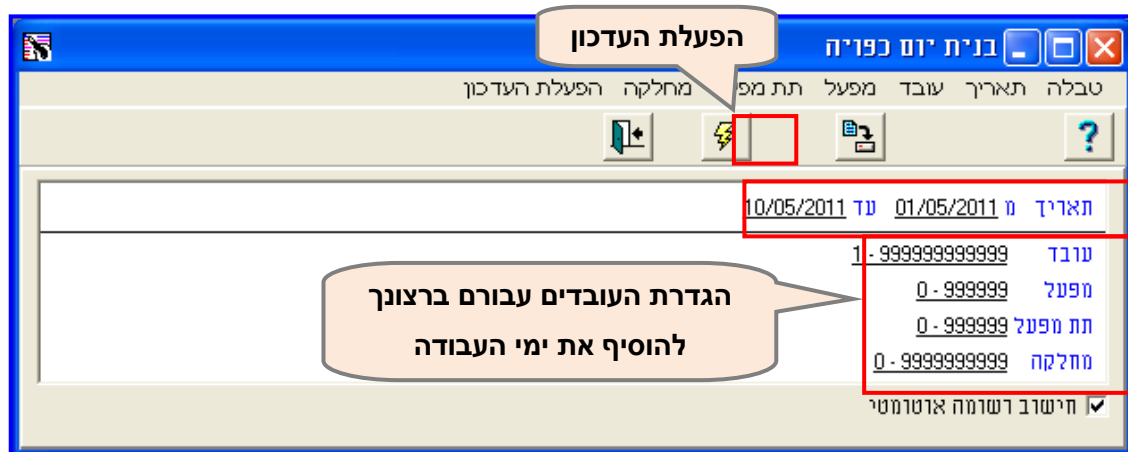 הפעלת העדכון
בנית יום כפויה
טבלה תאריך עובד מפעל תת מפ מחלקה הפעלת העדכון
?
תאריך מ 01/05/2011 עד 10/05/2011
עובד 1 - 999999999999
מפעל 0 - 999999
תת מפעל 0 - 999999
מחלקה 0 - 9999999999
הגדרת העובדים עבורם ברצונך
להוסיף את ימי העבודה
חישוב רשומה אוטומטי